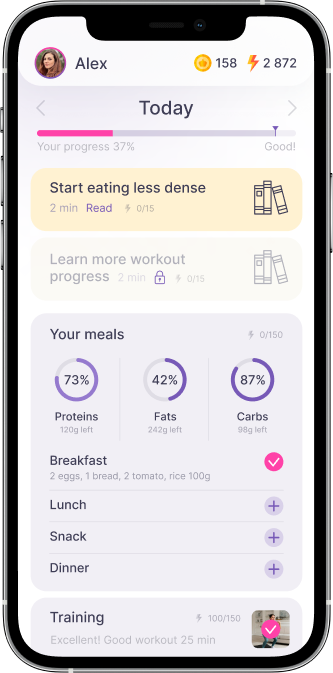 Alex 158 2 872
Today
Your progress 37% Good!
Start eating less dense
2 min Read 0/15
Learn more workout
progress 2 min 0/15
Your meals 0/150
73% 42% 87%
Proteins Fats Carbs
120g left 242g left 98g left
Breakfast
2 eggs, 1 bread, 2 tomato, rice 100g
Lunch
Snack
Dinner
Training 100/150
Excellent! Good workout 25 min